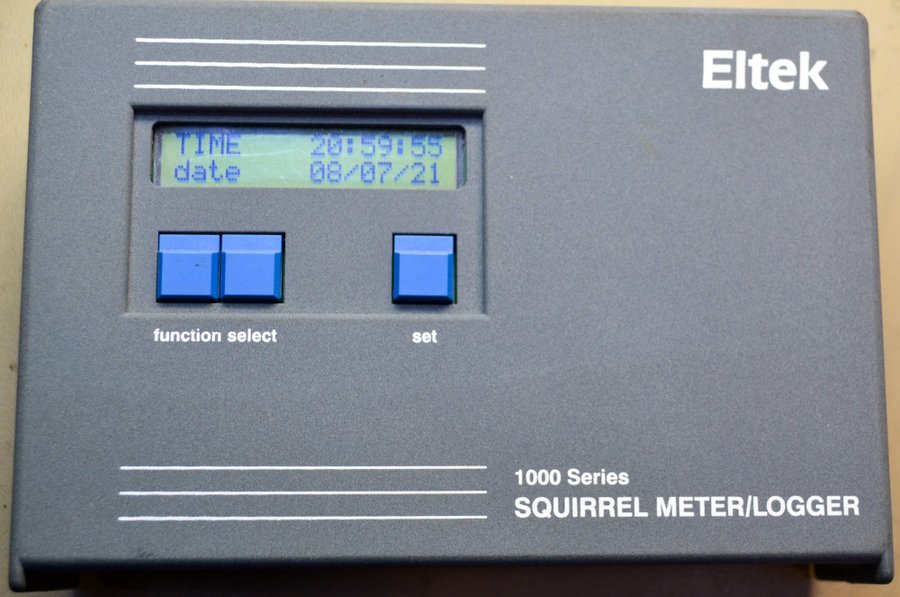 Eltek
TIME 20:59:55
date 08/07/21
function select
set
1000 Series
SQUIRREL METER/LOGGER